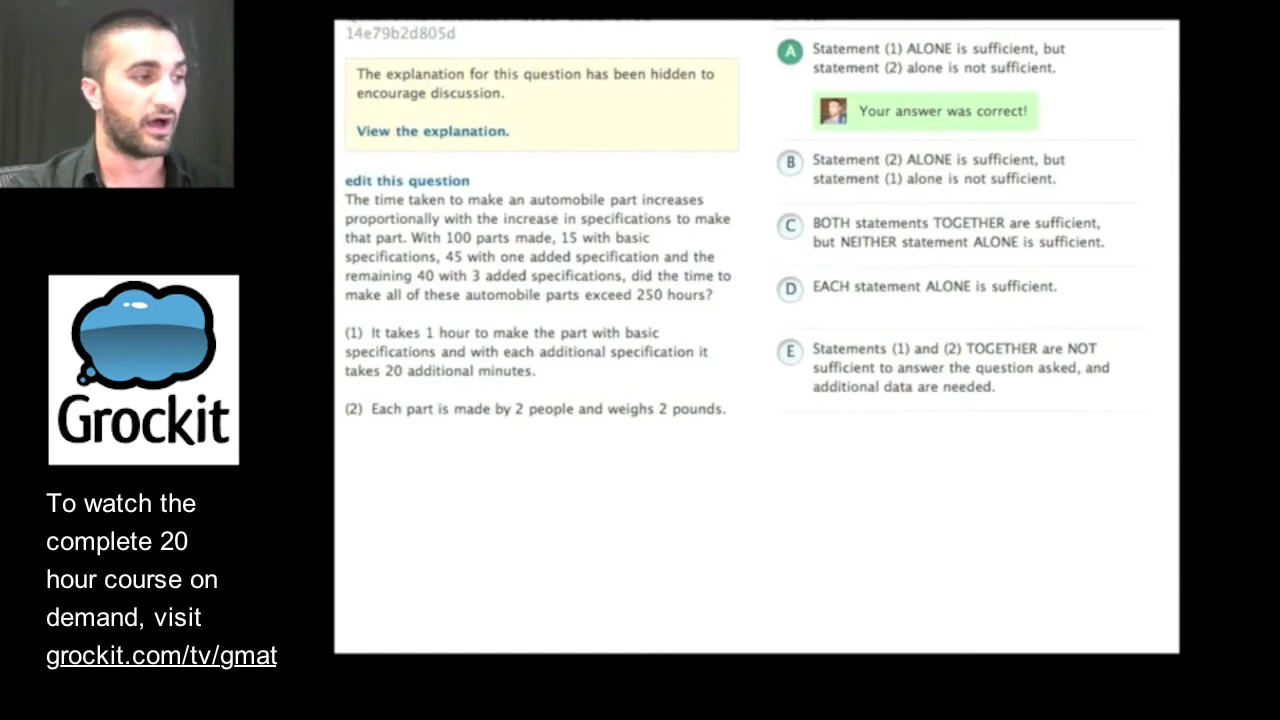 14e79b2d805d
The explanation for this question has been hidden to
encourage discussion.
View the explanation.
edit this question
The time taken to make an automobile part increases
proportionally with the increase in specifications to make
that part. With 100 parts made, 15 with basic
specifications, 45 with one added specification and the
remaining 40 with 3 added specifications, did the time to
make all of these automobile parts exceed 250 hours?
(1) It takes 1 hour to make the part with basic
specifications and with each additional specification it
takes 20 additional minutes.
(2) Each part is made by 2 people and weighs 2 pounds.
A Statement (1) ALONE is sufficient, but
statement (2) alone is not sufficient.
Your answer was correct!
B Statement (2) ALONE is sufficient, but
statement (1) alone is not sufficient.
C BOTH statements TOGETHER are sufficient,
but NEITHER statement ALONE is sufficient.
D EACH statement ALONE is sufficient.
E Statements (1) and (2) TOGETHER are NOT
sufficient to answer the question asked, and
additional data are needed.
Grockit
To watch the
complete 20
hour course on
demand, visit
grockit.com/tv/gmat